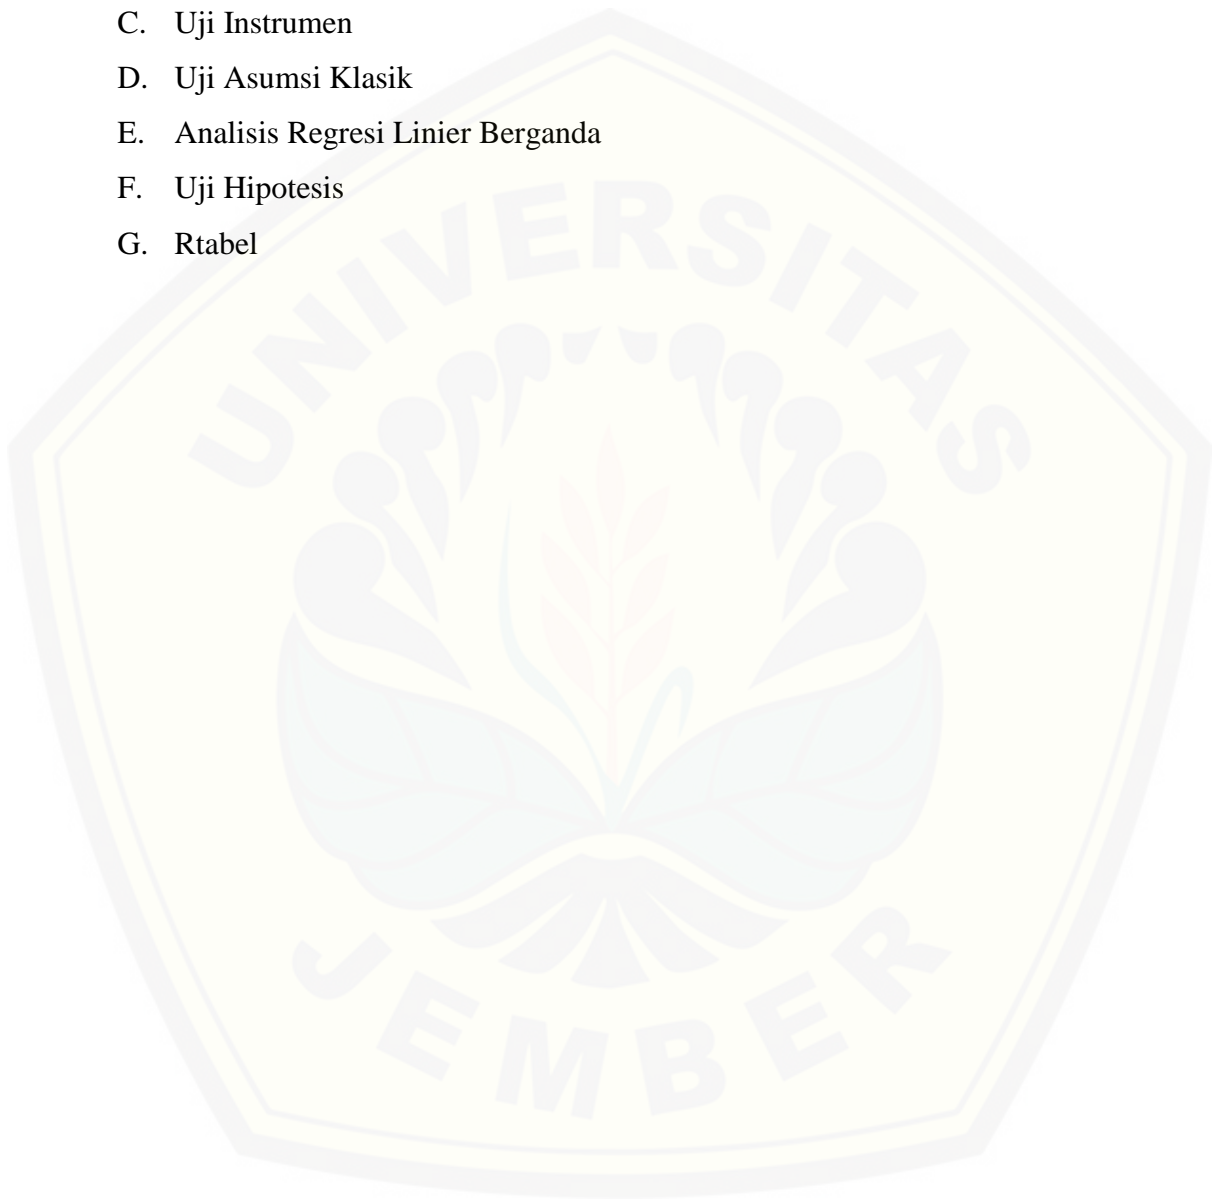 C. Uji Instrumen
D. Uji Asumsi Klasik
E. Analisis Regresi Linier Berganda
F. Uji Hipotesis
G. Rtabel
UNIVERSITAS
JEMBER